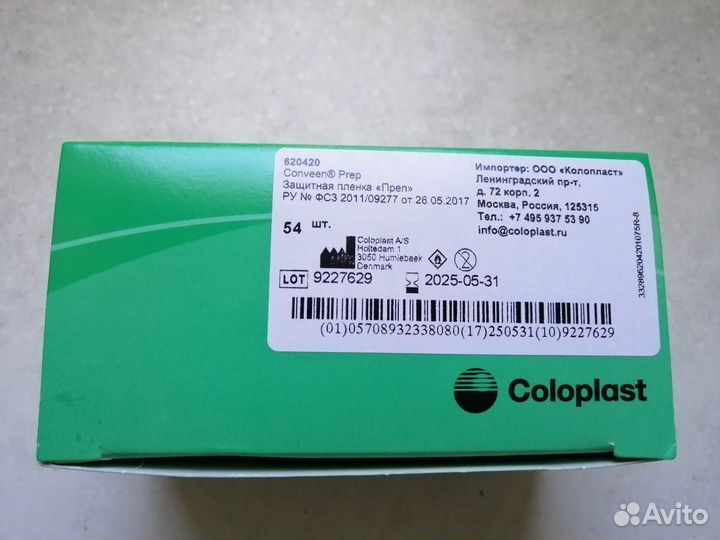 620420
Conveen® Prep
Защитная пленка «Преп»
РУ № ФСЗ 2011/09277 от 26.05.2017
54 шт.
Coloplast A/S
Holtedam 1
3050 Humlebaek
Denmark
LOT 9227629
2025-05-31
Импортер: ООО «Колопласт»
Ленинградский пр-т,
д. 72 корп. 2
Москва, Россия, 125315
Тел.: +7 495 937 53 90
info@coloplast.ru
332896204201075R-8
(01)05708932338080(17)250531(10)9227629
Coloplast
Avito